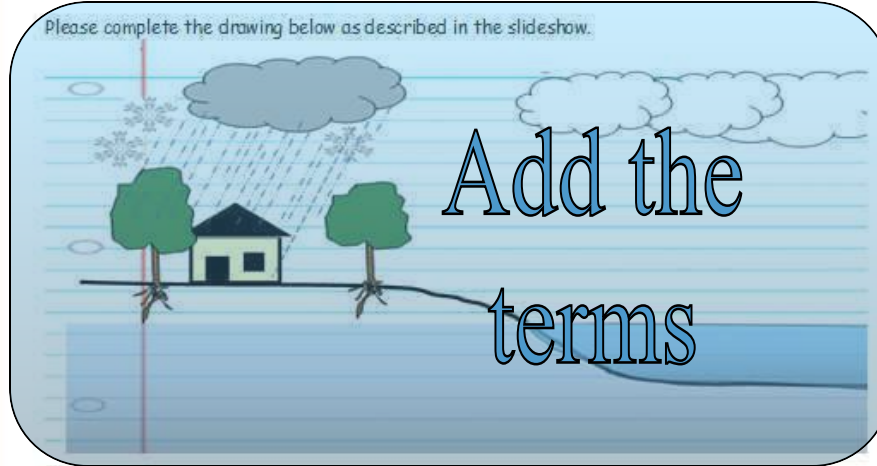 Please complete the drawing below as described in the slideshow.
Add the
terms